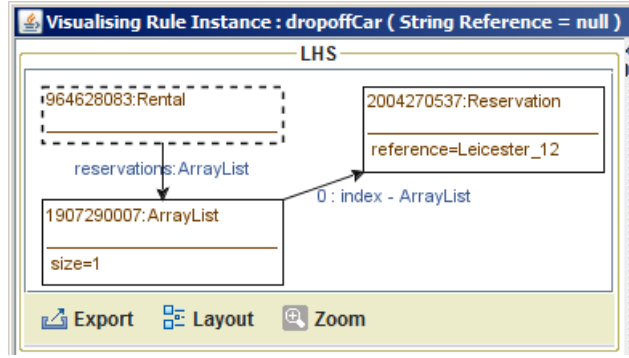 Visualising Rule Instance : dropoffCar ( String Reference = null )
LHS
964628083:Rental
2004270537:Reservation
reference=Leicester_12
reservations:ArrayList
0 : index - ArrayList
1907290007:ArrayList
size=1
Export Layout Zoom